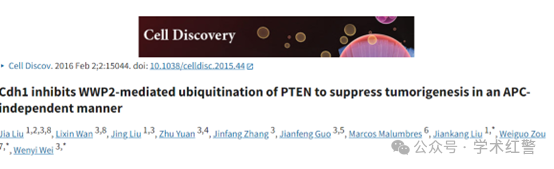 Cell Discovery
Cell Discov. 2016 Feb 2;2:15044. doi: 10.1038/celldisc.2015.44
Cdh1 inhibits WWP2-mediated ubiquitination of PTEN to suppress tumorigenesis in an APC-
independent manner
Jia Liu 1,2,3,8, Lixin Wan 3,8, Jing Liu 1,3, Zhu Yuan 3,4, Jinfang Zhang 3, Jianfeng Guo 3,5, Marcos Malumbres 6, Jiankang Liu 1,*, Weiguo Zou
7,*, Wenyi Wei 3,*
公众号 · 学术红警